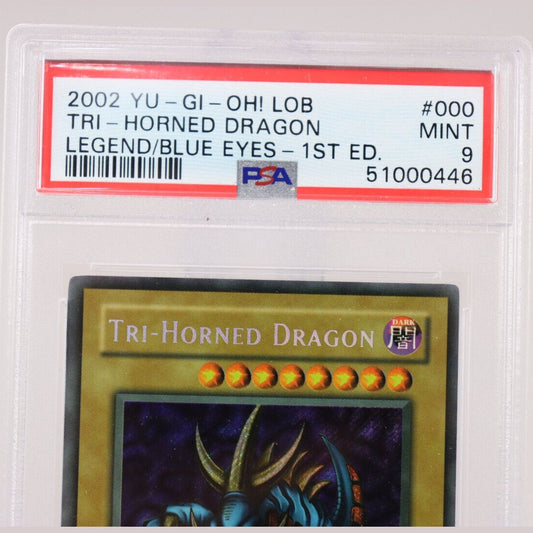 2002 YU-GI-OH! LOB #000
TRI-HORNED DRAGON MINT
LEGEND/BLUE EYES-1ST ED. 9
PSA 51000446
TRI-HORNED DRAGON
DARK
闇